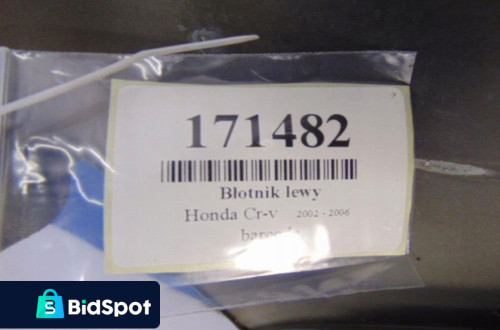 171482
Błotnik lewy
Honda Cr-v 2002 - 2006
BidSpot